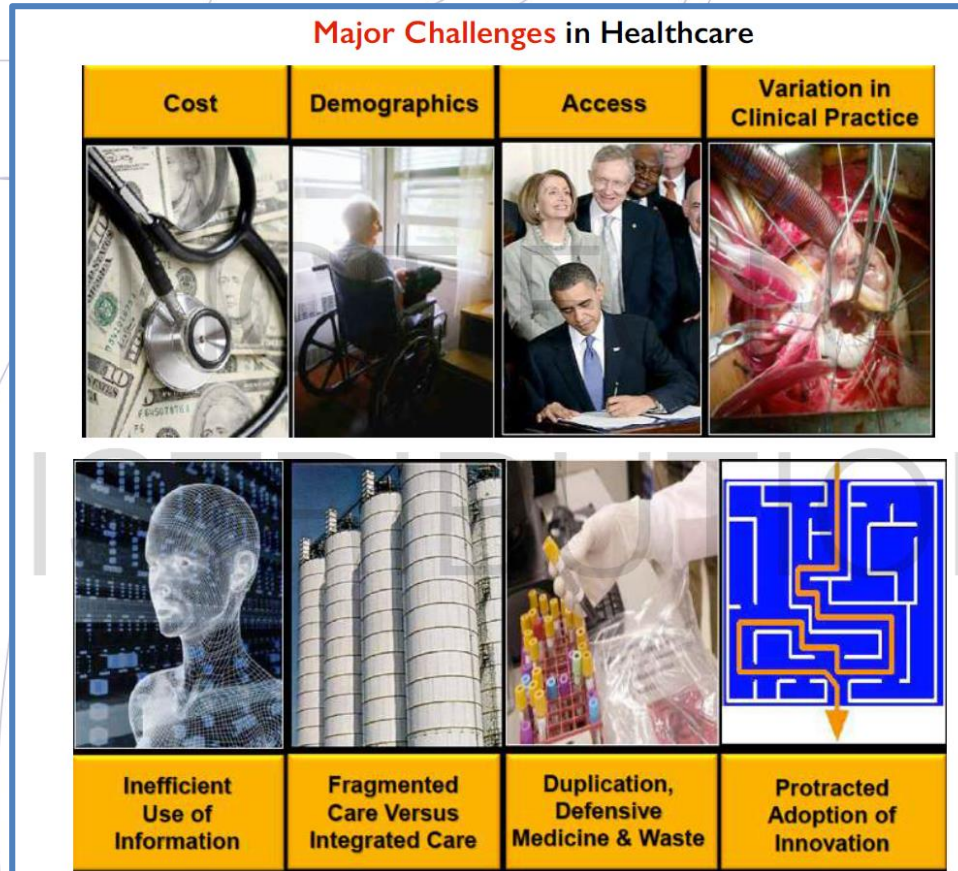 Major Challenges in Healthcare
Cost
Demographics
Access
Variation in
Clinical Practice
Inefficient
Use of
Information
Fragmented
Care Versus
Integrated Care
Duplication,
Defensive
Medicine & Waste
Protracted
Adoption of
Innovation